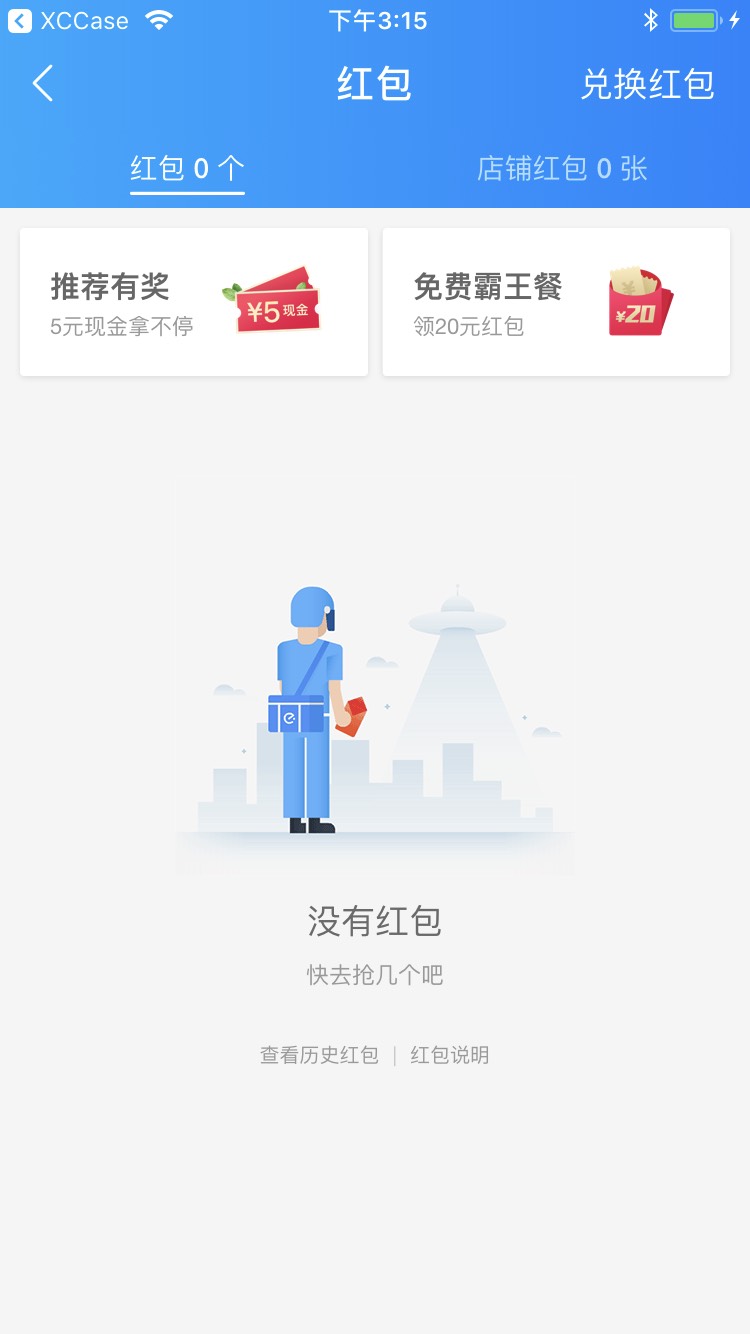 XCCase 下午3:15
红包 兑换红包
红包 0 个 店铺红包 0 张
推荐有奖
5元现金拿不停
¥5现金
免费霸王餐
领20元红包
¥
¥20
e
没有红包
快去抢几个吧
查看历史红包 | 红包说明